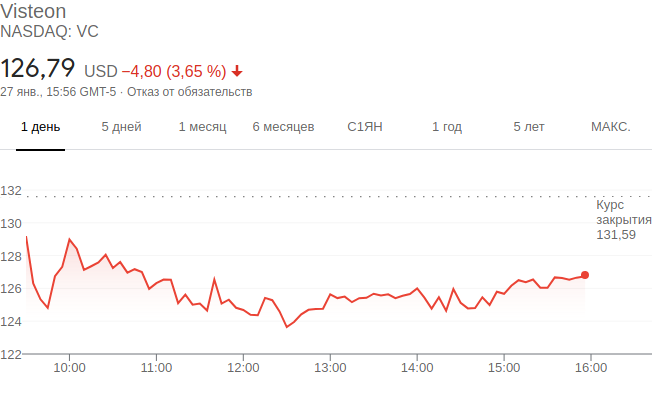 Visteon
NASDAQ: VC
126,79 USD −4,80 (3,65 %)
27 янв., 15:56 GMT-5 · Отказ от обязательств
1 день 5 дней 1 месяц 6 месяцев С1ЯН 1 год 5 лет МАКС.
132
130
128
126
124
122
Курс
закрытия
131,59
10:00 11:00 12:00 13:00 14:00 15:00 16:00